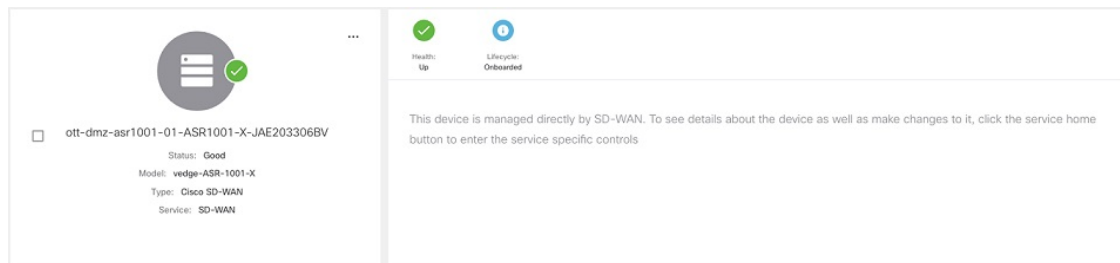 ...
ott-dmz-asr1001-01-ASR1001-X-JAE203306BV
Status: Good
Model: vedge-ASR-1001-X
Type: Cisco SD-WAN
Service: SD-WAN
Health:
Up
Lifecycle:
Onboarded
This device is managed directly by SD-WAN. To see details about the device as well as make changes to it, click the service home
button to enter the service specific controls